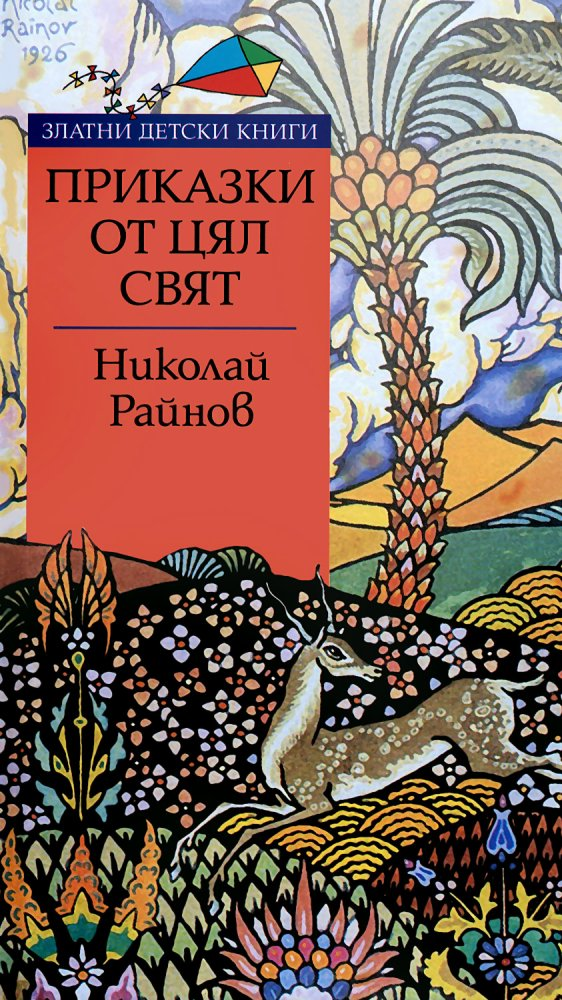 Nicolai
Rainov
1926
ЗЛАТНИ ДЕТСКИ КНИГИ
ПРИКАЗКИ
ОТ ЦЯЛ
СВЯТ
Николай
Райнов